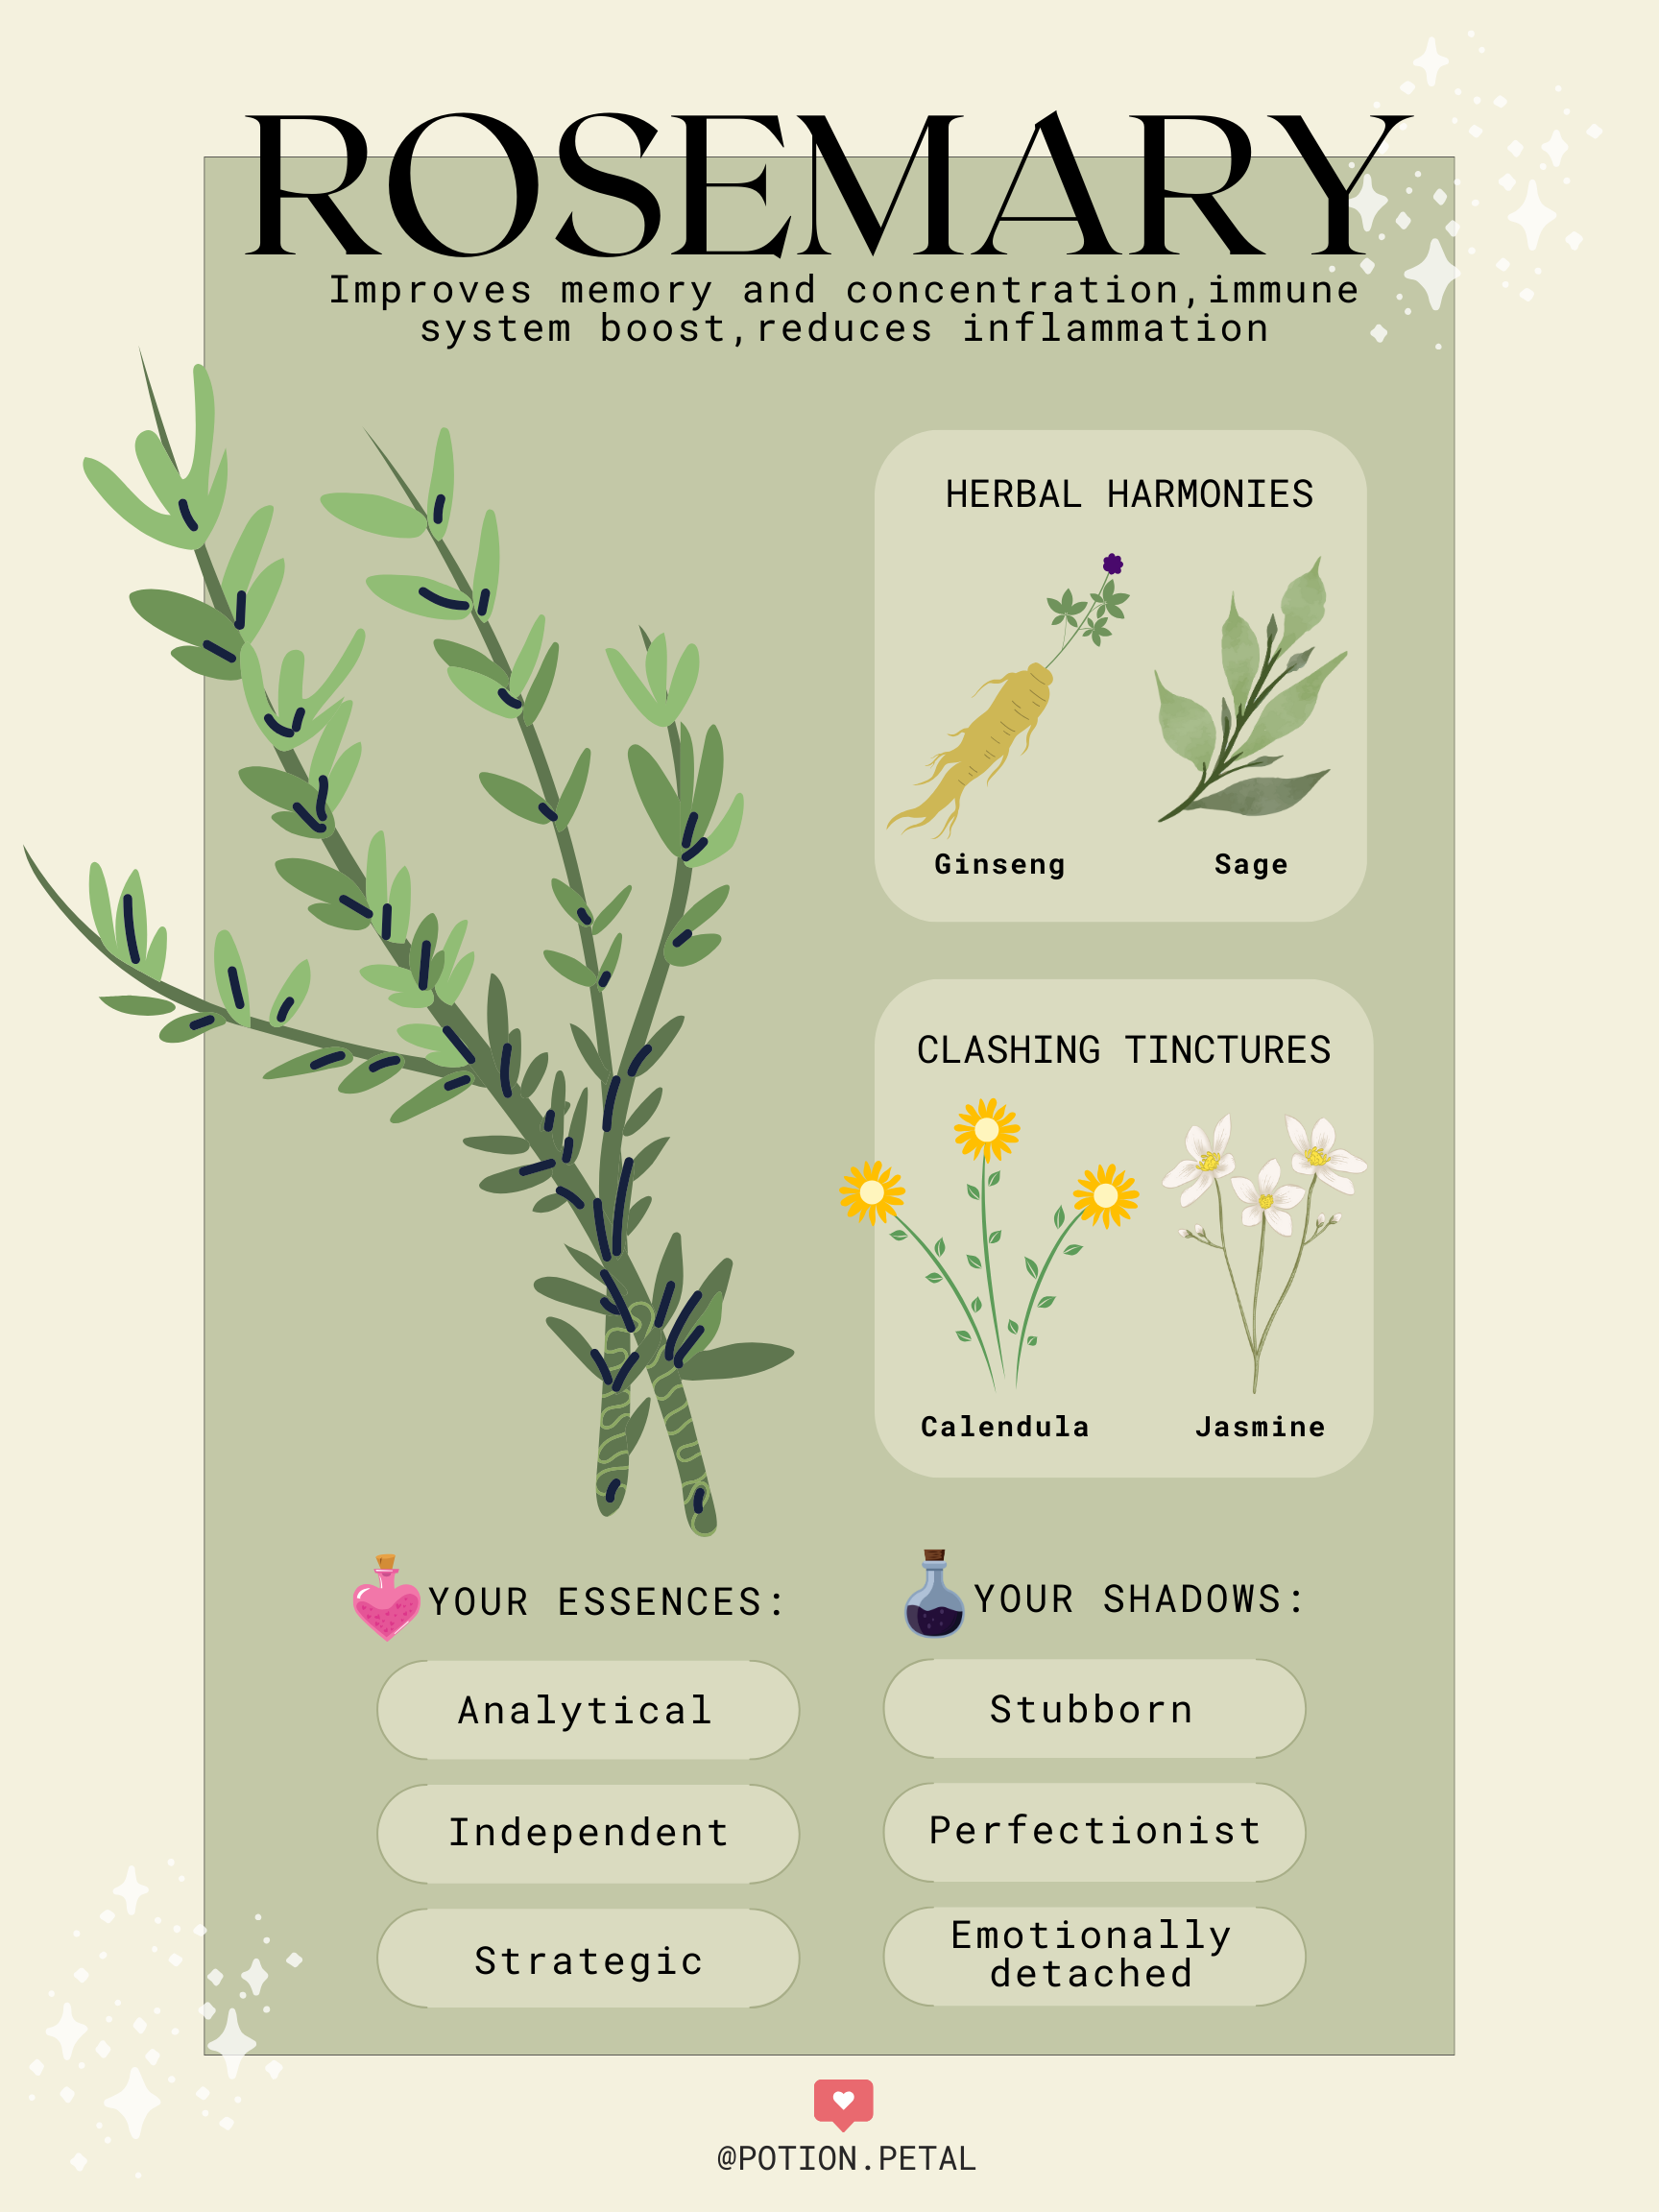 ROSEMARY
Improves memory and concentration,immune
system boost,reduces inflammation
HERBAL HARMONIES
Ginseng
Sage
CLASHING TINCTURES
Calendula
Jasmine
YOUR ESSENCES:
Analytical
Independent
Strategic
YOUR SHADOWS:
Stubborn
Perfectionist
Emotionally
detached
@POTION.PETAL